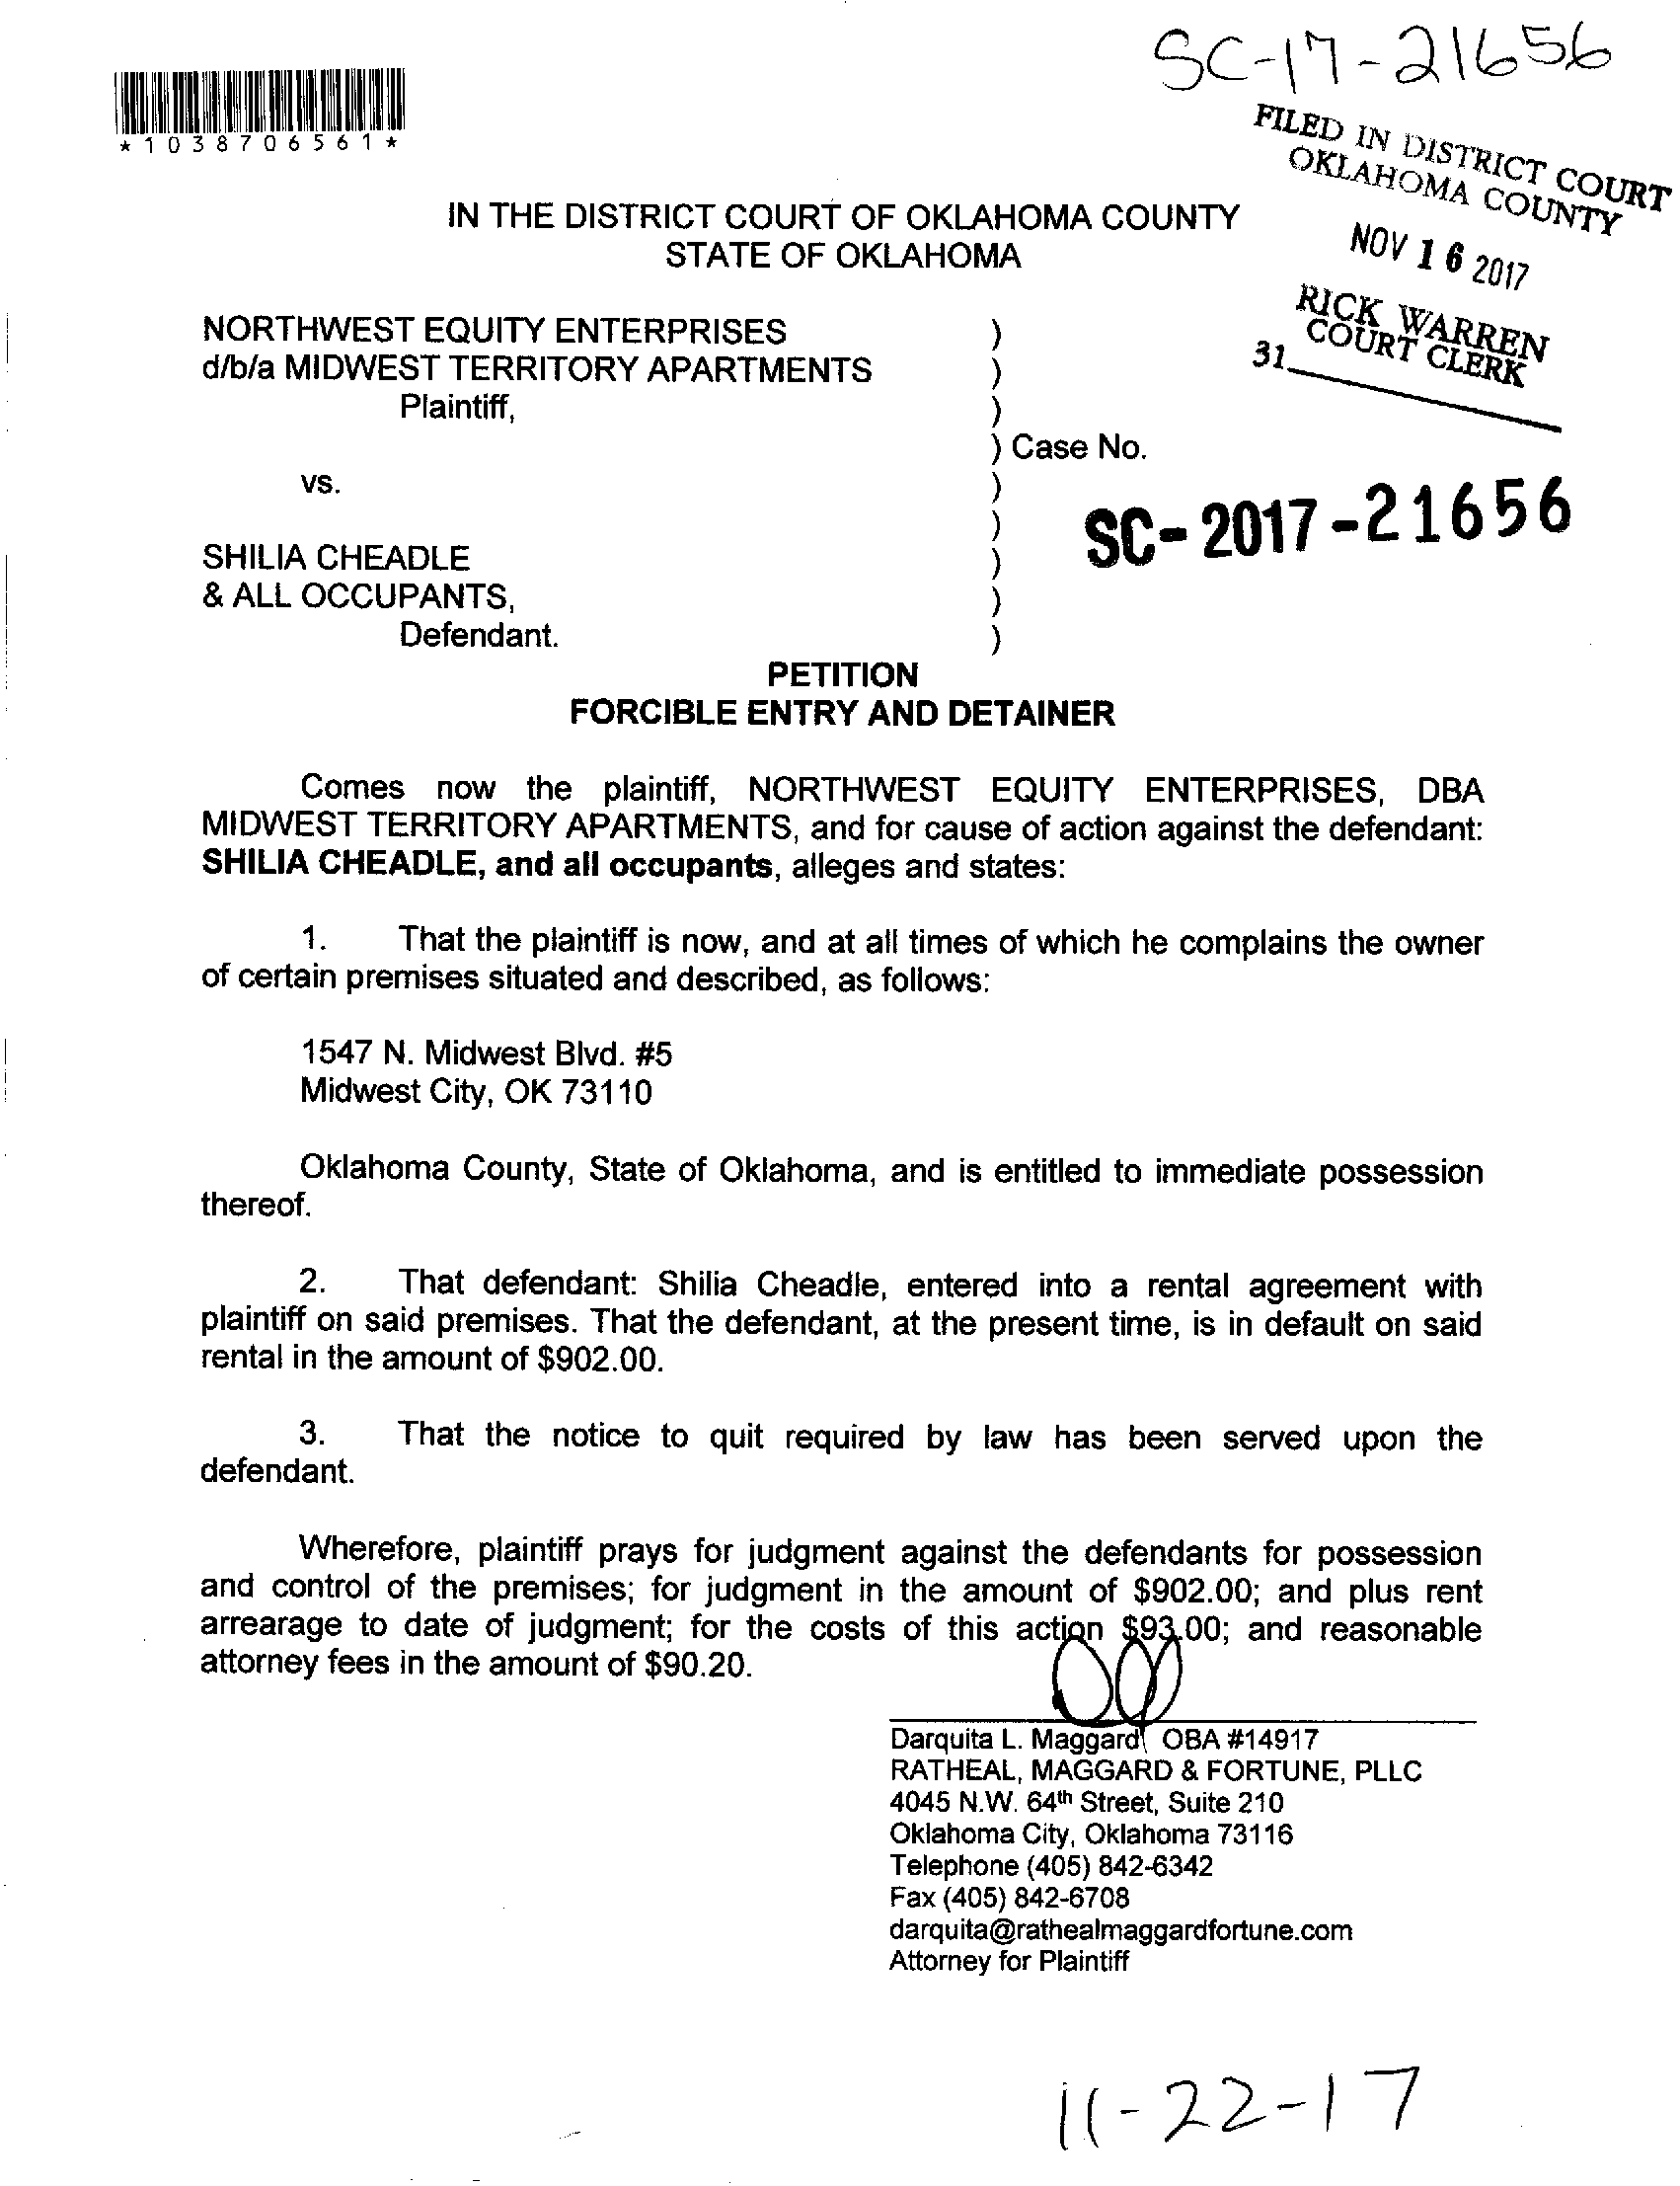 SC-17-21656
*1038706561*
FILED IN DISTRICT COURT
OKLAHOMA COUNTY
NOV 16 2017
RICK WARREN
COURT CLERK
31
IN THE DISTRICT COURT OF OKLAHOMA COUNTY
STATE OF OKLAHOMA
NORTHWEST EQUITY ENTERPRISES )
d/b/a MIDWEST TERRITORY APARTMENTS )
Plaintiff, )
) Case No.
vs. )
)
SC-2017-21656
SHILIA CHEADLE )
& ALL OCCUPANTS, )
Defendant. )
PETITION
FORCIBLE ENTRY AND DETAINER
Comes now the plaintiff, NORTHWEST EQUITY ENTERPRISES, DBA
MIDWEST TERRITORY APARTMENTS, and for cause of action against the defendant:
SHILIA CHEADLE, and all occupants, alleges and states:
1. That the plaintiff is now, and at all times of which he complains the owner
of certain premises situated and described, as follows:
1547 N. Midwest Blvd. #5
Midwest City, OK 73110
Oklahoma County, State of Oklahoma, and is entitled to immediate possession
thereof.
2. That defendant: Shilia Cheadle, entered into a rental agreement with
plaintiff on said premises. That the defendant, at the present time, is in default on said
rental in the amount of $902.00.
3. That the notice to quit required by law has been served upon the
defendant.
Wherefore, plaintiff prays for judgment against the defendants for possession
and control of the premises; for judgment in the amount of $902.00; and plus rent
arrearage to date of judgment; for the costs of this action $93.00; and reasonable
attorney fees in the amount of $90.20.
Darquita L. Maggard OBA #14917
RATHEAL, MAGGARD & FORTUNE, PLLC
4045 N.W. 64th Street, Suite 210
Oklahoma City, Oklahoma 73116
Telephone (405) 842-6342
Fax (405) 842-6708
darquita@rathealmaggardfortune.com
Attorney for Plaintiff
11-22-17